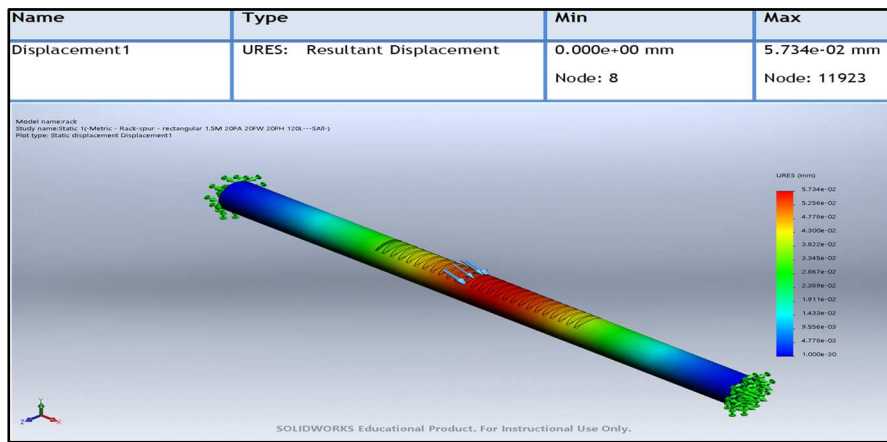 Name Type Min Max
Displacement1 URES: Resultant Displacement 0.000e+00 mm 5.734e-02 mm
Node: 8 Node: 11923
Model name:rack
Study name:Static 1(-Metric - Rack-spur - rectangular 1.5M 20PA 20FW 20PH 120L---SAll-)
Plot type: Static displacement Displacement1
URES (mm)
5.734e-02
5.256e-02
4.778e-02
4.300e-02
3.822e-02
3.345e-02
2.867e-02
2.389e-02
1.911e-02
1.433e-02
9.556e-03
4.778e-03
1.000e-30
Y
Z X
SOLIDWORKS Educational Product. For Instructional Use Only.